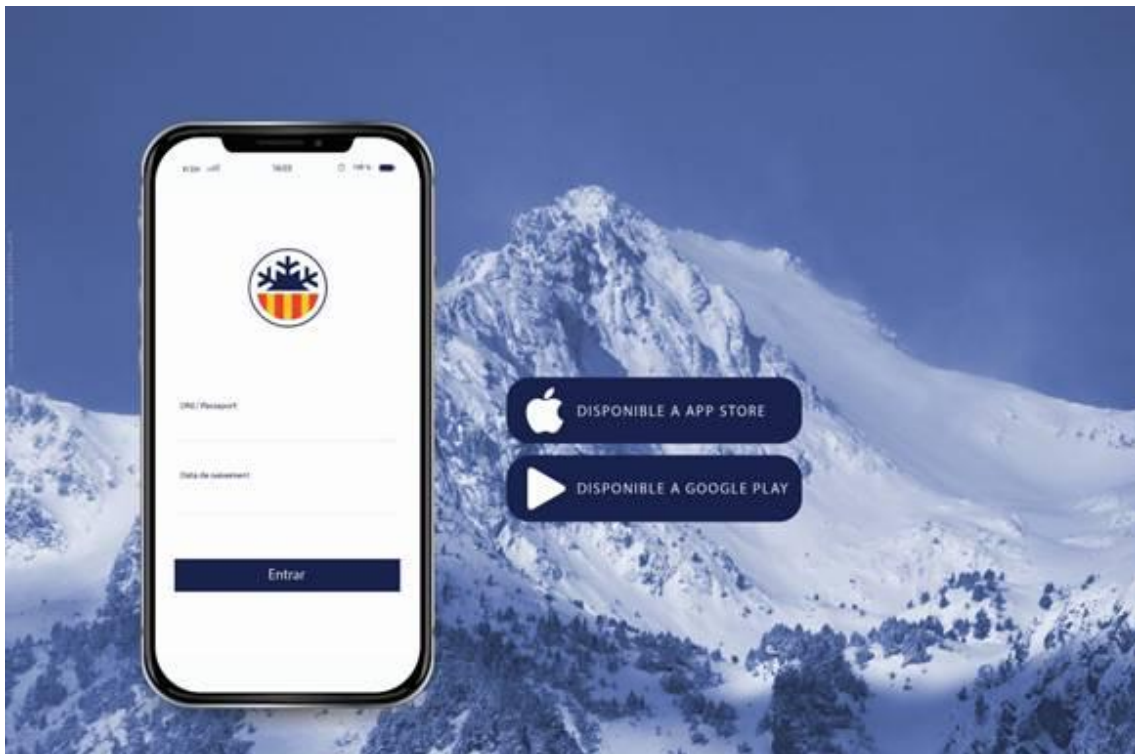 DNI / Passaport
Data de naixement
Entrar
DISPONIBLE A APP STORE
DISPONIBLE A GOOGLE PLAY